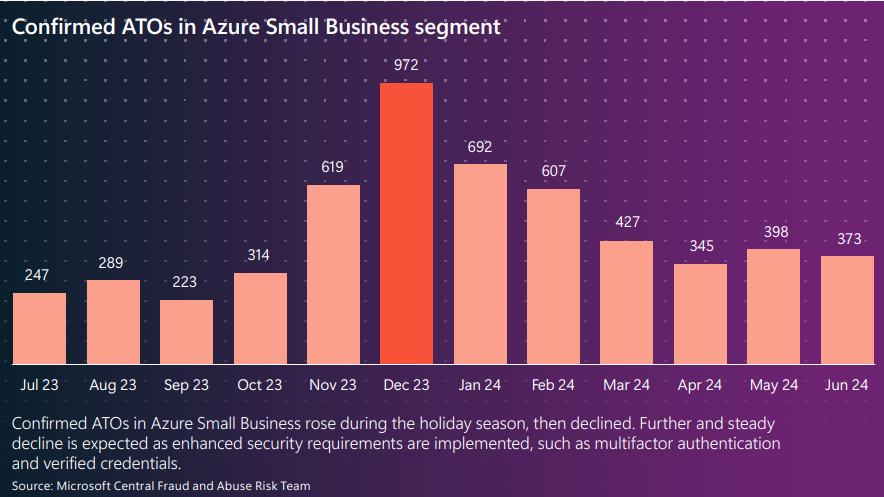 Confirmed ATOs in Azure Small Business segment
972
692
619
607
427
398
373
345
314
289
247
223
Jul 23 Aug 23 Sep 23 Oct 23 Nov 23 Dec 23 Jan 24 Feb 24 Mar 24 Apr 24 May 24 Jun 24
Confirmed ATOs in Azure Small Business rose during the holiday season, then declined. Further and steady
decline is expected as enhanced security requirements are implemented, such as multifactor authentication
and verified credentials.
Source: Microsoft Central Fraud and Abuse Risk Team